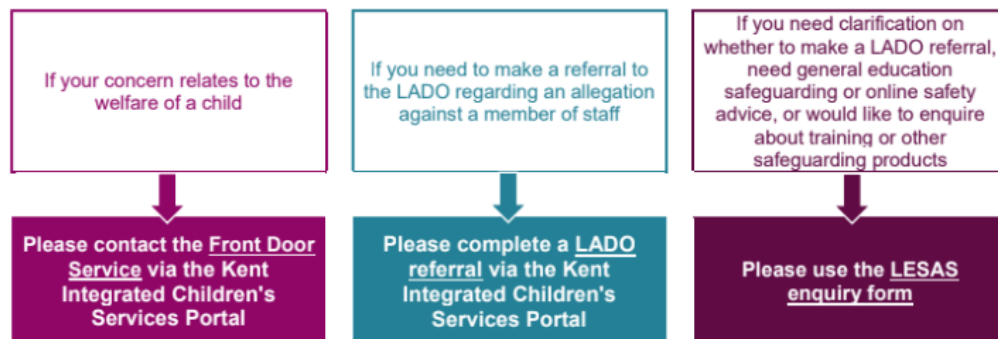 If your concern relates to the
welfare of a child
If you need to make a referral to
the LADO regarding an allegation
against a member of staff
If you need clarification on
whether to make a LADO referral,
need general education
safeguarding or online safety
advice, or would like to enquire
about training or other
safeguarding products
Please contact the Front Door
Service via the Kent
Integrated Children's
Services Portal
Please complete a LADO
referral via the Kent
Integrated Children's
Services Portal
Please use the LESAS
enquiry form